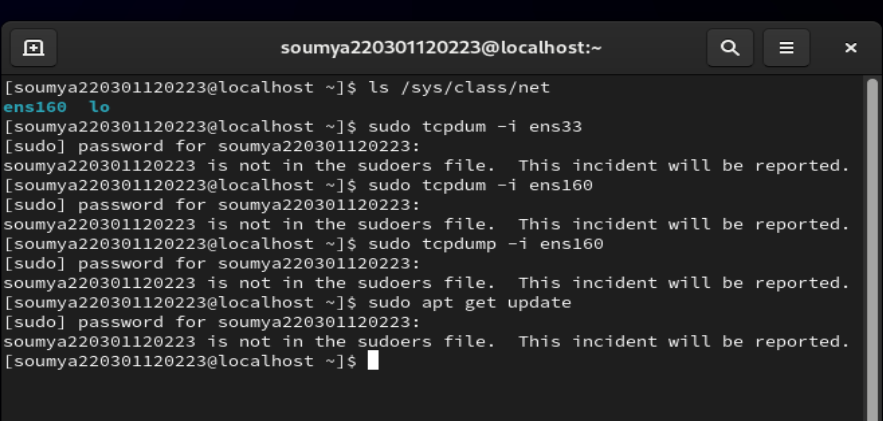 soumya220301120223@localhost:~
[soumya220301120223@localhost ~]$ ls /sys/class/net
ens160  lo
[soumya220301120223@localhost ~]$ sudo tcpdum -i ens33
[sudo] password for soumya220301120223:
soumya220301120223 is not in the sudoers file.  This incident will be reported.
[soumya220301120223@localhost ~]$ sudo tcpdum -i ens160
[sudo] password for soumya220301120223:
soumya220301120223 is not in the sudoers file.  This incident will be reported.
[soumya220301120223@localhost ~]$ sudo tcpdump -i ens160
[sudo] password for soumya220301120223:
soumya220301120223 is not in the sudoers file.  This incident will be reported.
[soumya220301120223@localhost ~]$ sudo apt get update
[sudo] password for soumya220301120223:
soumya220301120223 is not in the sudoers file.  This incident will be reported.
[soumya220301120223@localhost ~]$